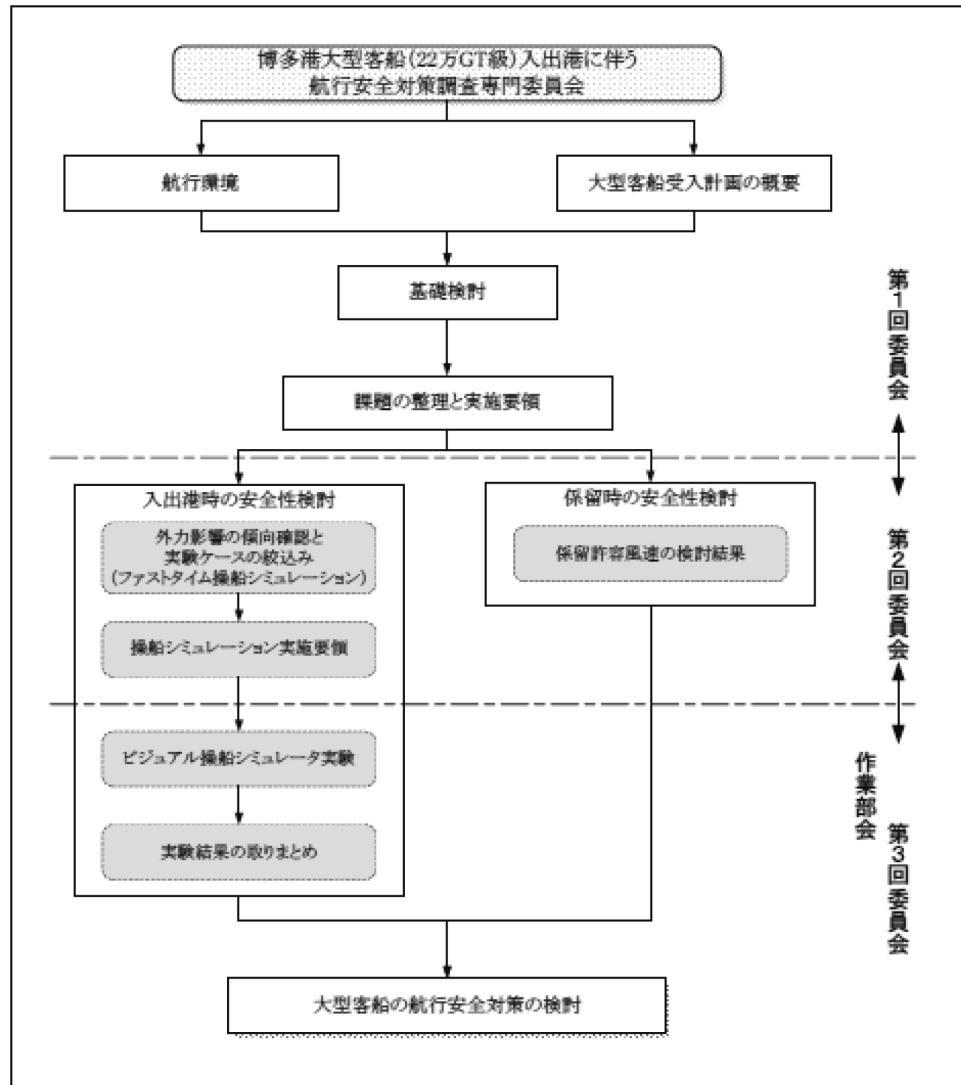 博多港大型客船(22万GT級)入出港に伴う
航行安全対策調査専門委員会
航行環境
大型客船受入計画の概要
基礎検討
課題の整理と実施要領
第1回委員会
入出港時の安全性検討
外力影響の傾向確認と
実験ケースの絞込み
(ファストタイム操船シミュレーション)
操船シミュレーション実施要領
係留時の安全性検討
係留許容風速の検討結果
第2回委員会
ビジュアル操船シミュレータ実験
実験結果の取りまとめ
作業部会
第3回委員会
大型客船の航行安全対策の検討